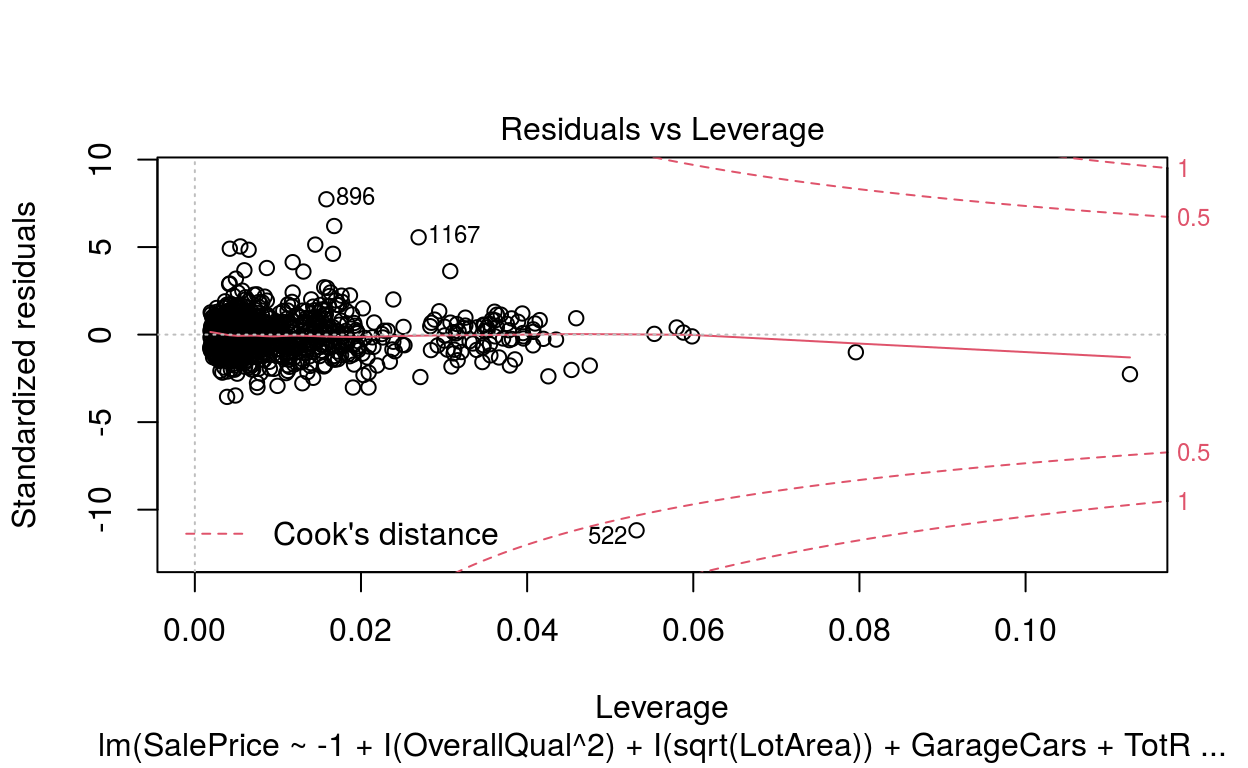 Residuals vs Leverage
Standardized residuals
10
5
0
-5
-10
896
1167
522
1
0.5
0.5
1
Cook's distance
0.00 0.02 0.04 0.06 0.08 0.10
Leverage
lm(SalePrice ~ -1 + I(OverallQual^2) + I(sqrt(LotArea)) + GarageCars + TotR ...